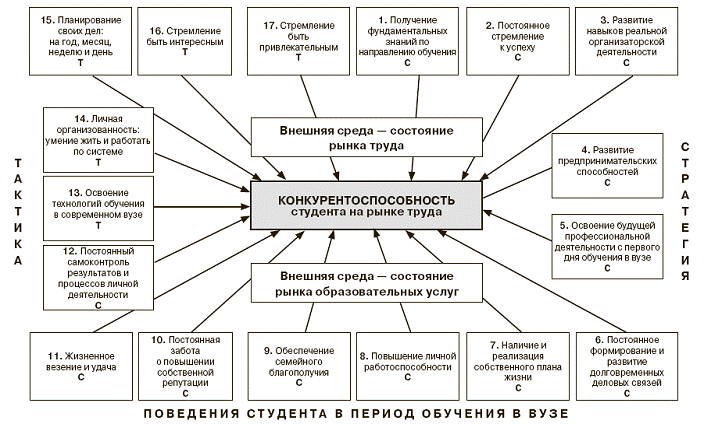 15. Планирование
своих дел:
на год, месяц,
неделю и день
Т
16. Стремление
быть интересным
Т
17. Стремление
быть
привлекательным
Т
1. Получение
фундаментальных
знаний по
направлению обучения
С
2. Постоянное
стремление
к успеху
С
3. Развитие
навыков реальной
организаторской
деятельности
С
14. Личная
организованность:
умение жить и работать
по системе
Т
Внешняя среда — состояние
рынка труда
4. Развитие
предпринимательских
способностей
С
ТАКТИКА
13. Освоение
технологий обучения
в современном вузе
Т
КОНКУРЕНТОСПОСОБНОСТЬ
студента на рынке труда
СТРАТЕГИЯ
5. Освоение будущей
профессиональной
деятельности с первого
дня обучения в вузе
С
12. Постоянный
самоконтроль
результатов и
процессов личной
деятельности
С
Внешняя среда — состояние
рынка образовательных услуг
11. Жизненное
везение и удача
С
10. Постоянная
забота
о повышении
собственной
репутации
С
9. Обеспечение
семейного
благополучия
С
8. Повышение личной
работоспособности
С
7. Наличие и
реализация
собственного плана
жизни
С
6. Постоянное
формирование и
развитие
долговременных
деловых связей
С
ПОВЕДЕНИЯ СТУДЕНТА В ПЕРИОД ОБУЧЕНИЯ В ВУЗЕ